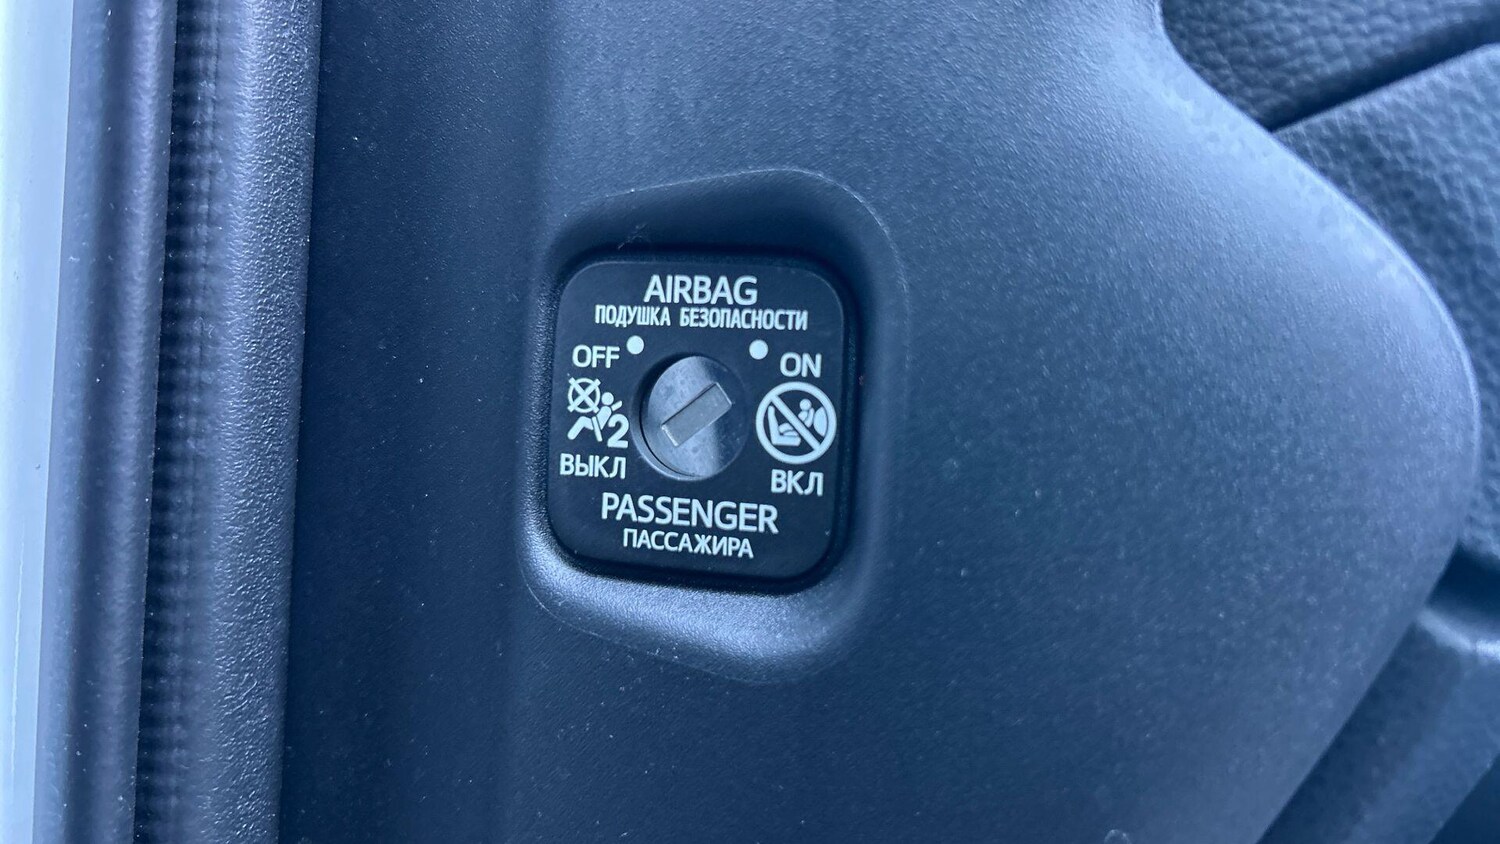 AIRBAG
ПОДУШКА БЕЗОПАСНОСТИ
OFF
ON
2
ВЫКЛ
ВКЛ
PASSENGER
ПАССАЖИРА